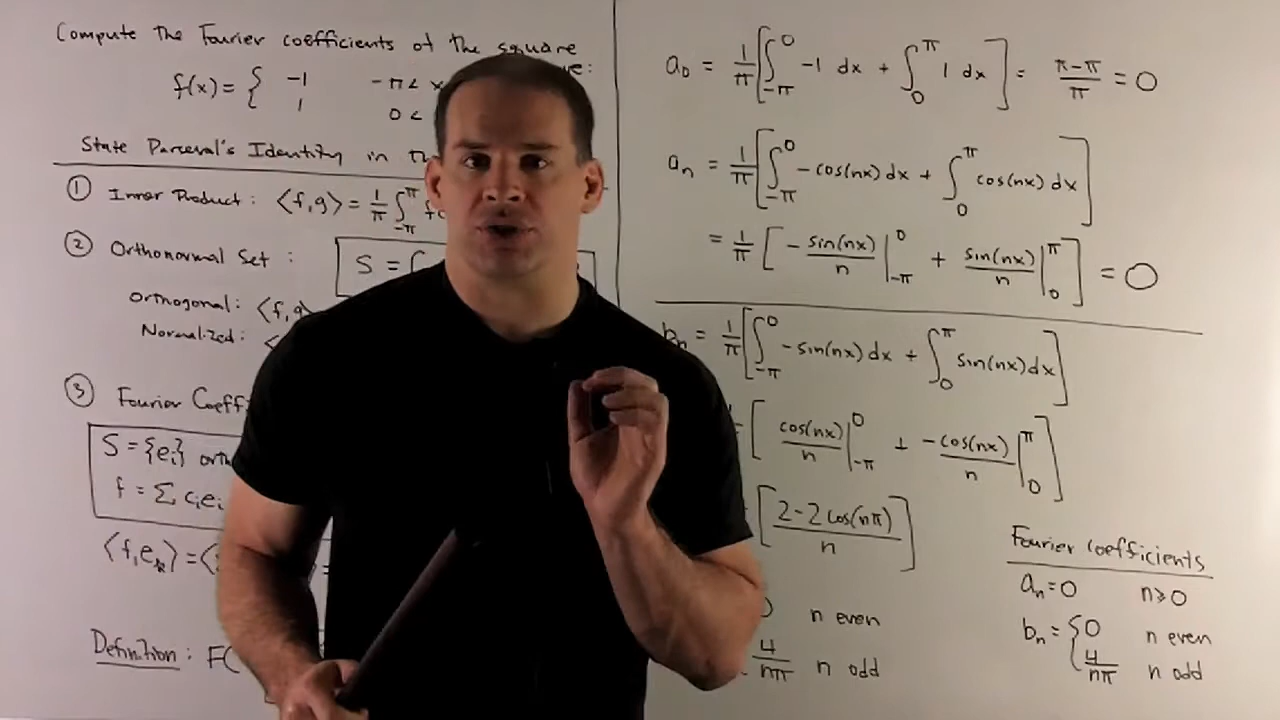 Compute the Fourier coefficients of the square
f(x) = { -1 -π < x
:
1 0 <
State Parseval's Identity in
① Inner Product : ⟨f,g⟩ = 1/π ∫_{-π}^{π} f
② Orthonormal Set :
S = {
Orthogonal : ⟨f,g⟩
Normalized : ⟨
③ Fourier Coeff
S = {e_i}
f = Σ c_i e_i
⟨f,e_k⟩ = ⟨
=
Definition : F
a_0 = 1/π [ ∫_{-π}^{0} -1 dx + ∫_{0}^{π} 1 dx ] = (π-π)/π = 0
a_n = 1/π [ ∫_{-π}^{0} -cos(nx) dx + ∫_{0}^{π} cos(nx) dx ]
= 1/π [ -sin(nx)/n |_{-π}^{0} + sin(nx)/n |_{0}^{π} ] = 0
b_n = 1/π [ ∫_{-π}^{0} -sin(nx) dx + ∫_{0}^{π} sin(nx) dx ]
[ cos(nx)/n |_{-π}^{0} + -cos(nx)/n |_{0}^{π} ]
[ (2-2cos(nπ))/n ]
n even
4/nπ n odd
Fourier coefficients
a_n = 0 n≥0
b_n = { 0 n even
4/nπ n odd